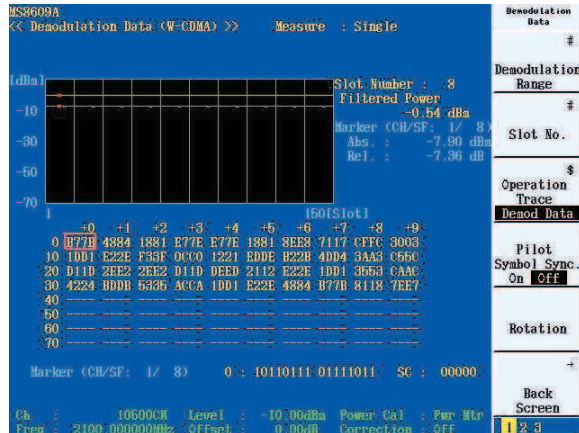 MS8609A
<< Demodulation Data (W-CDMA) >> Measure : Single
[dBm]
Slot Number : 8
Filtered Power
-0.54 dBm
Marker (CH/SF: 1/ 8)
Abs. : -7.90 dBm
Rel. : -7.36 dB
-10
-30
-50
-70
1 150[Slot]
+0 +1 +2 +3 +4 +5 +6 +7 +8 +9
0 B77B 4884 1881 E77E E77E 1881 8EE8 7117 CFFC 3003
10 1DD1 E22E F33F 0CC0 1221 EDDE B22B 4DD4 3AA3 C55C
20 D11D 2EE2 2EE2 D11D DEED 2112 E22E 1DD1 3553 CAAC
30 4224 BDDB 5335 ACCA 1DD1 E22E 4884 B77B 8118 7EE7
40 ---- ---- ---- ---- ---- ---- ---- ---- ---- ----
50 ---- ---- ---- ---- ---- ---- ---- ---- ---- ----
60 ---- ---- ---- ---- ---- ---- ---- ---- ---- ----
70 ---- ---- ---- ---- ---- ---- ---- ---- ---- ----
Marker (CH/SF: 1/ 8) 0 : 10110111 01111011 SC : 00000
Ch : 10500CH Level : -10.00dBm Power Cal : Pwr Mtr
Freq : 2100.000000MHz Offset : 0.00dB Correction : Off
Demodulation
Data
#
Demodulation
Range
#
Slot No.
$
Operation
Trace
Demod Data
Pilot
Symbol Sync.
On Off
Rotation
→
Back
Screen
1 2 3